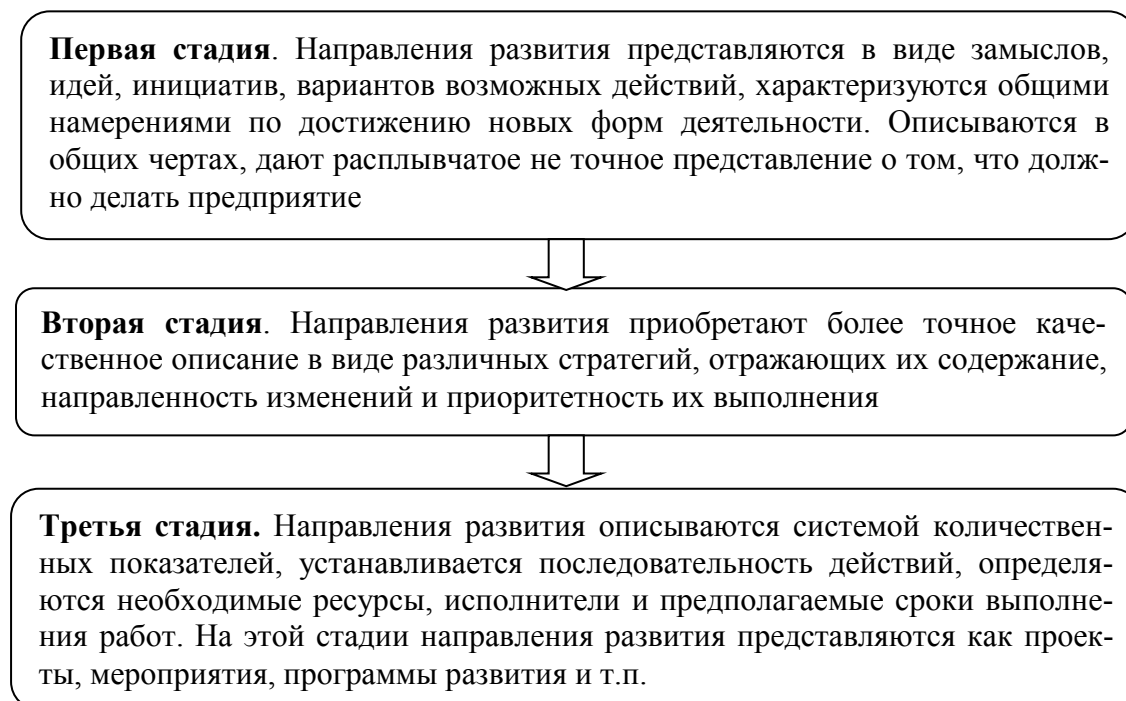 Первая стадия. Направления развития представляются в виде замыслов,
идей, инициатив, вариантов возможных действий, характеризуются общими
намерениями по достижению новых форм деятельности. Описываются в
общих чертах, дают расплывчатое не точное представление о том, что долж-
но делать предприятие
Вторая стадия. Направления развития приобретают более точное каче-
ственное описание в виде различных стратегий, отражающих их содержание,
направленность изменений и приоритетность их выполнения
Третья стадия. Направления развития описываются системой количествен-
ных показателей, устанавливается последовательность действий, определя-
ются необходимые ресурсы, исполнители и предполагаемые сроки выполне-
ния работ. На этой стадии направления развития представляются как проек-
ты, мероприятия, программы развития и т.п.